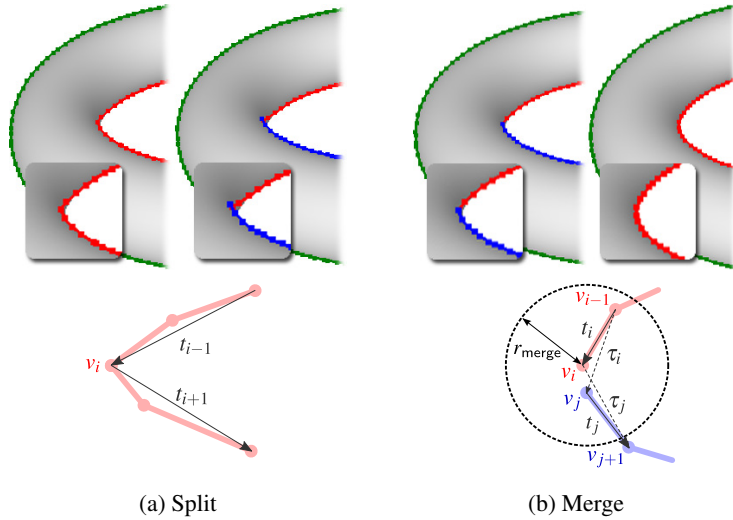 v_i
t_{i−1}
t_{i+1}
(a) Split
v_{i−1}
t_i
τ_i
r_merge
v_i
v_j
τ_j
t_j
v_{j+1}
(b) Merge